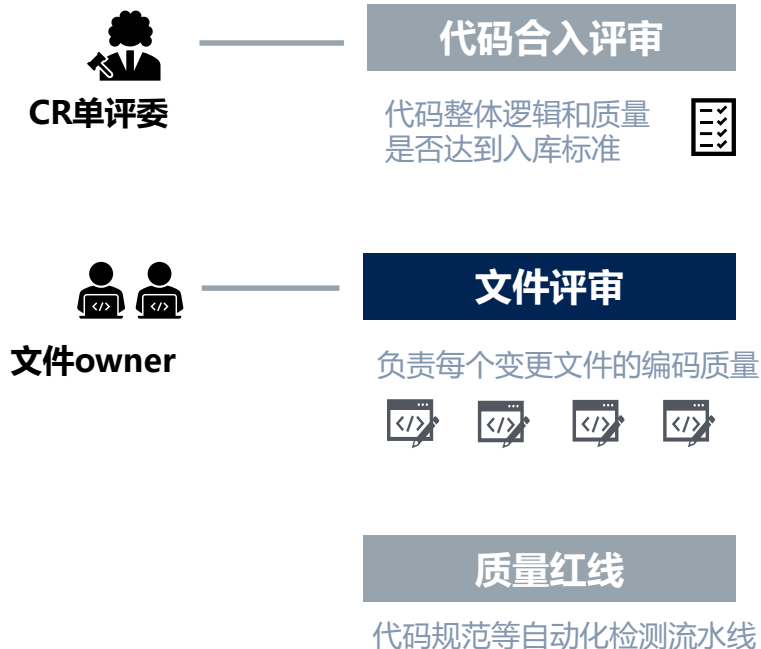 代码合入评审
CR单评委
代码整体逻辑和质量
是否达到入库标准
文件评审
文件owner
负责每个变更文件的编码质量
</>
</>
</>
</>
</>
</>
质量红线
代码规范等自动化检测流水线